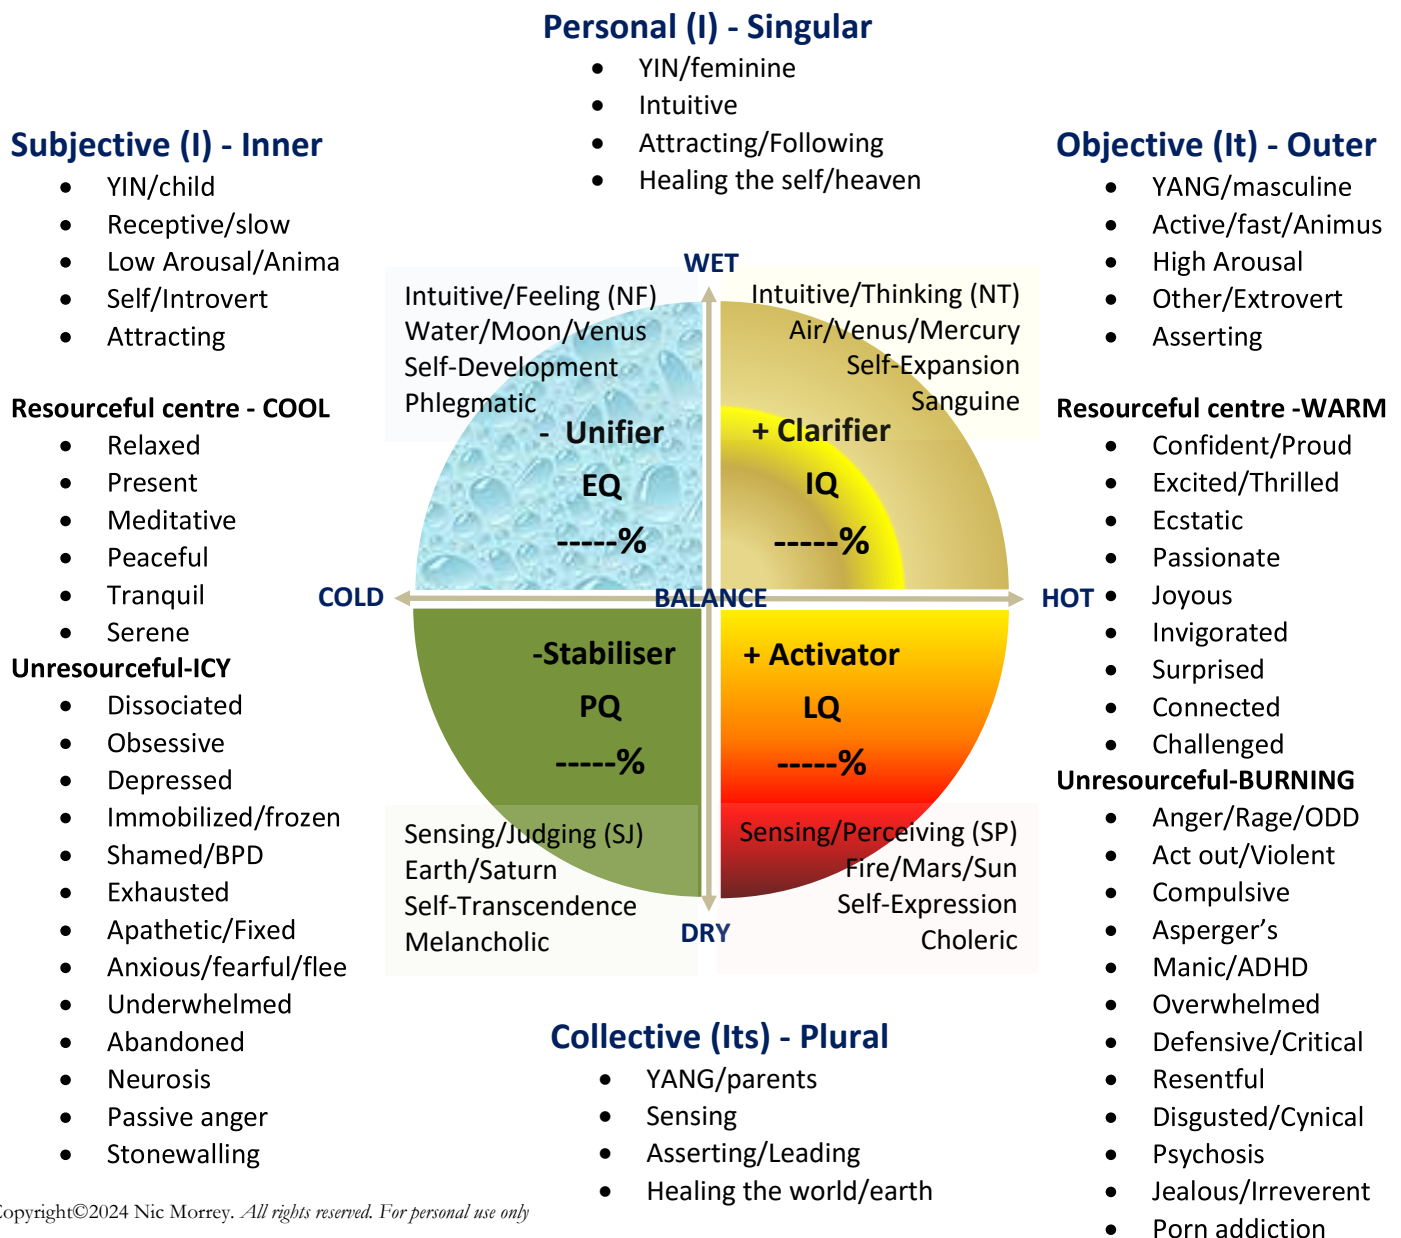 Personal (I) - Singular
• YIN/feminine
• Intuitive
• Attracting/Following
• Healing the self/heaven
Subjective (I) - Inner
• YIN/child
• Receptive/slow
• Low Arousal/Anima
• Self/Introvert
• Attracting
Resourceful centre - COOL
• Relaxed
• Present
• Meditative
• Peaceful
• Tranquil
• Serene
Unresourceful-ICY
• Dissociated
• Obsessive
• Depressed
• Immobilized/frozen
• Shamed/BPD
• Exhausted
• Apathetic/Fixed
• Anxious/fearful/flee
• Underwhelmed
• Abandoned
• Neurosis
• Passive anger
• Stonewalling
WET
Intuitive/Feeling (NF)
Water/Moon/Venus
Self-Development
Phlegmatic
- Unifier
EQ
-----%
Intuitive/Thinking (NT)
Air/Venus/Mercury
Self-Expansion
Sanguine
+ Clarifier
IQ
-----%
COLD
BALANCE
HOT
-Stabiliser
PQ
-----%
Sensing/Judging (SJ)
Earth/Saturn
Self-Transcendence
Melancholic
+ Activator
LQ
-----%
Sensing/Perceiving (SP)
Fire/Mars/Sun
Self-Expression
Choleric
DRY
Objective (It) - Outer
• YANG/masculine
• Active/fast/Animus
• High Arousal
• Other/Extrovert
• Asserting
Resourceful centre -WARM
• Confident/Proud
• Excited/Thrilled
• Ecstatic
• Passionate
• Joyous
• Invigorated
• Surprised
• Connected
• Challenged
Unresourceful-BURNING
• Anger/Rage/ODD
• Act out/Violent
• Compulsive
• Asperger’s
• Manic/ADHD
• Overwhelmed
• Defensive/Critical
• Resentful
• Disgusted/Cynical
• Psychosis
• Jealous/Irreverent
• Porn addiction
Collective (Its) - Plural
• YANG/parents
• Sensing
• Asserting/Leading
• Healing the world/earth
Copyright©2024 Nic Morrey. All rights reserved. For personal use only